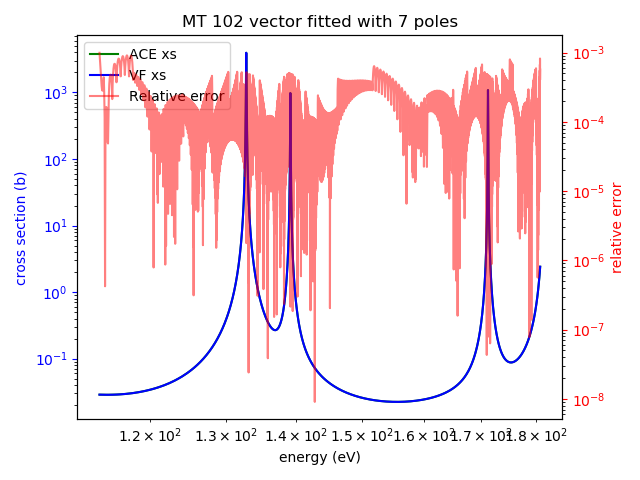 MT 102 vector fitted with 7 poles
ACE xs
VF xs
Relative error
10³
10²
10¹
10⁰
10⁻¹
cross section (b)
10⁻³
10⁻⁴
10⁻⁵
10⁻⁶
10⁻⁷
10⁻⁸
relative error
1.2 × 10² 1.3 × 10² 1.4 × 10² 1.5 × 10² 1.6 × 10² 1.7 × 10² 1.8 × 10²
energy (eV)